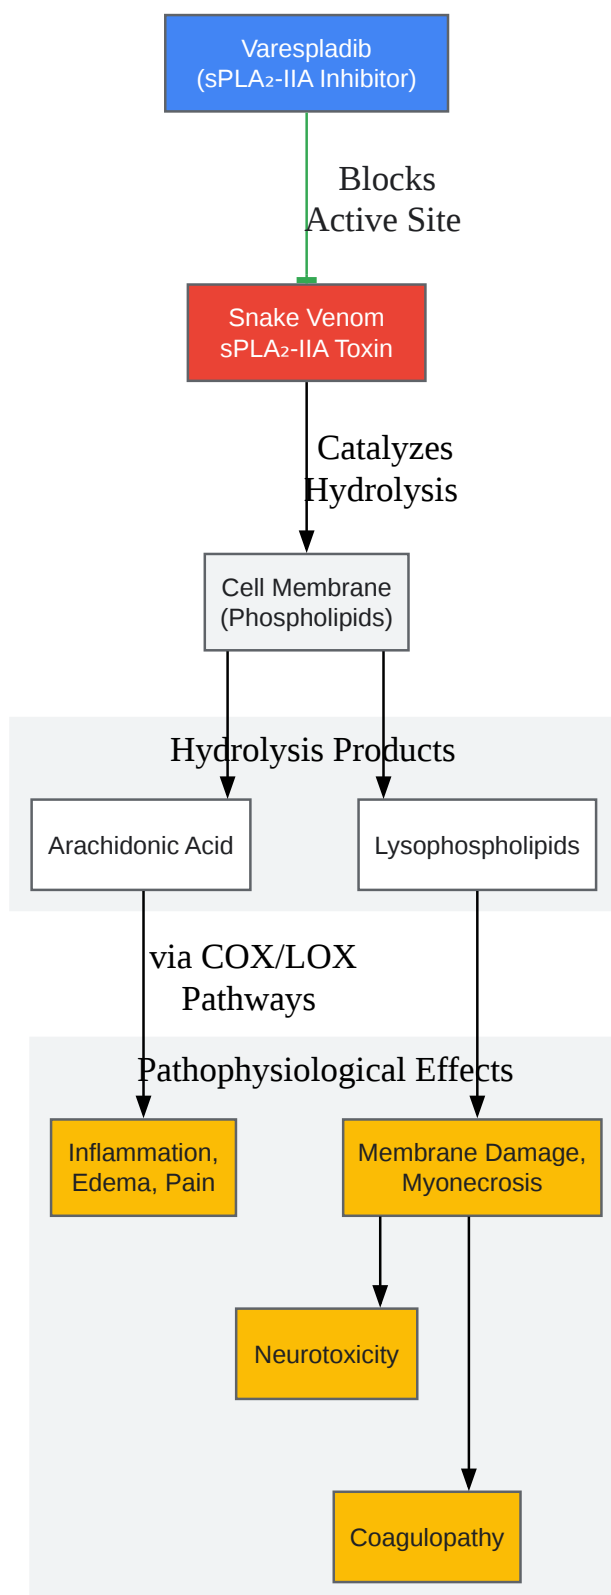 Varespladib
(sPLA₂-IIA Inhibitor)
Blocks
Active Site
Snake Venom
sPLA₂-IIA Toxin
Catalyzes
Hydrolysis
Cell Membrane
(Phospholipids)
Hydrolysis Products
Arachidonic Acid
Lysophospholipids
via COX/LOX
Pathways
Pathophysiological Effects
Inflammation,
Edema, Pain
Membrane Damage,
Myonecrosis
Neurotoxicity
Coagulopathy